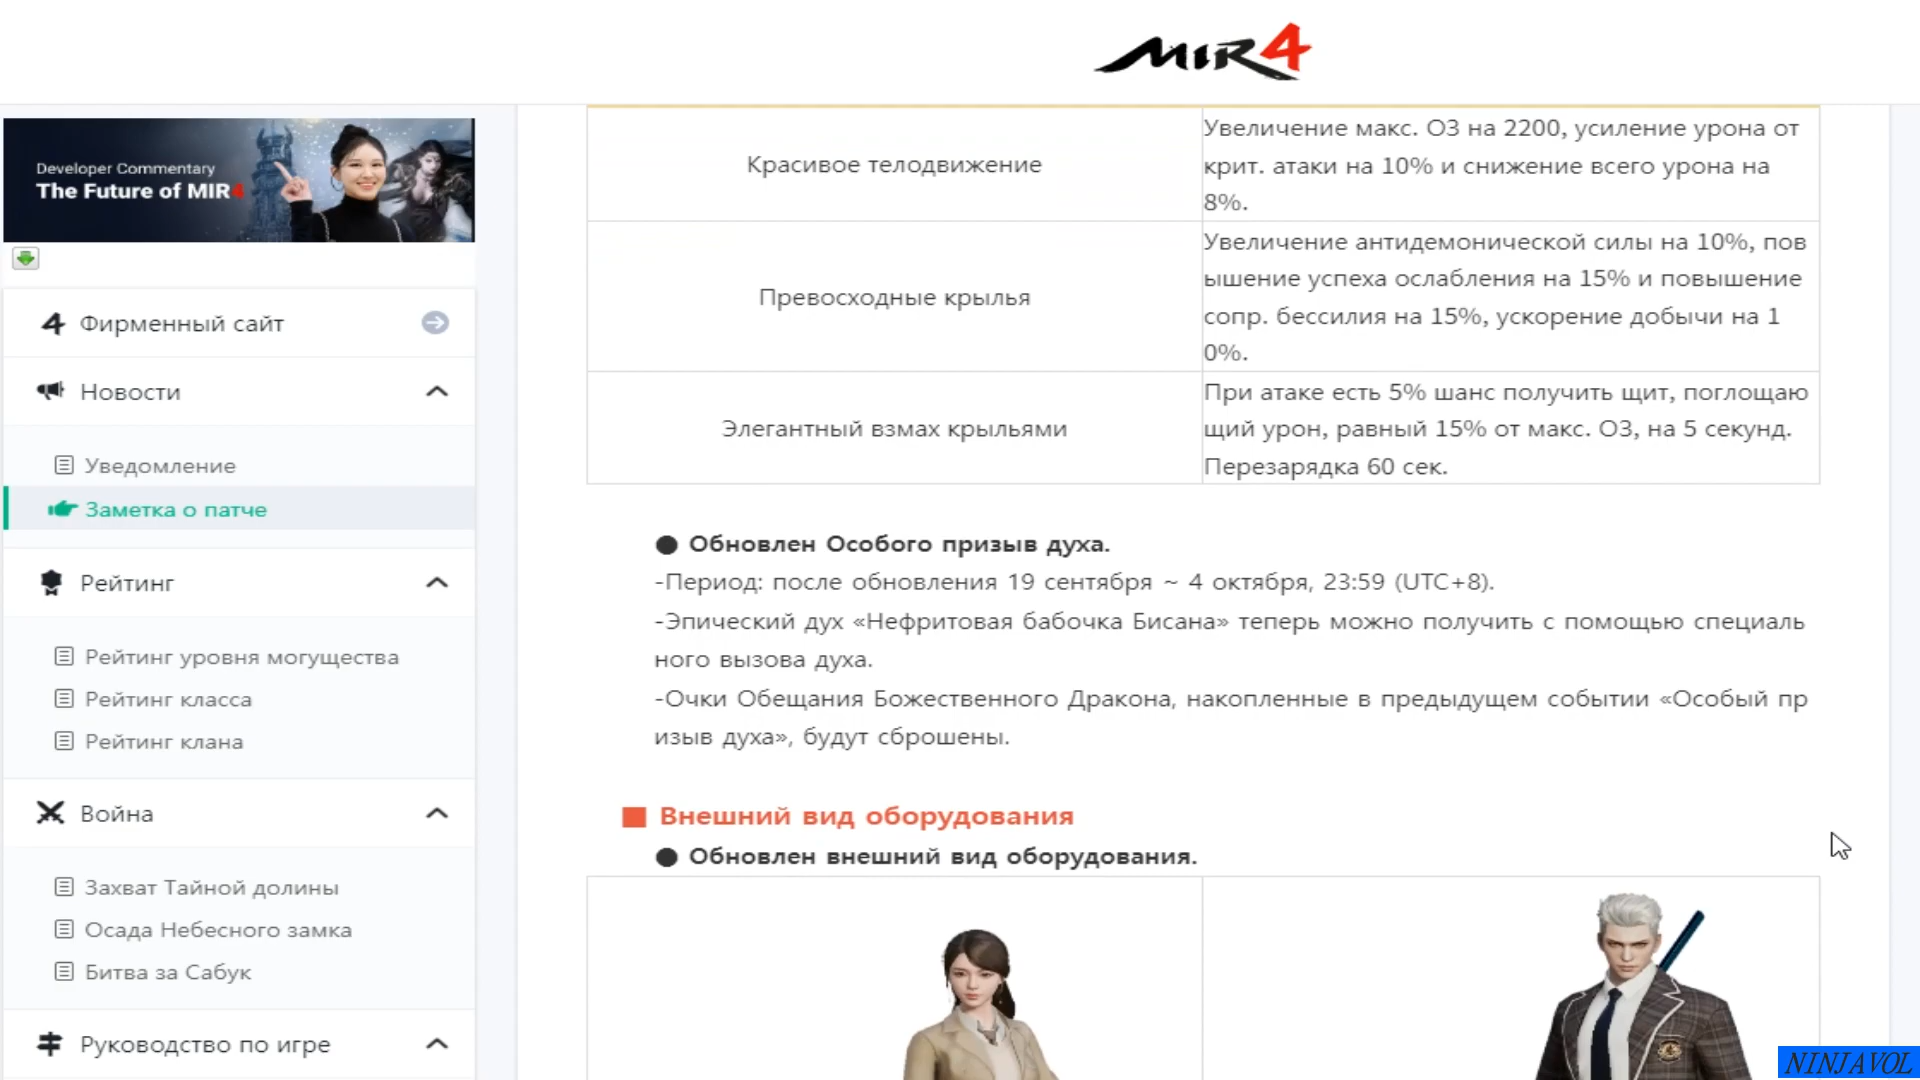 MIR4
Developer Commentary
The Future of MIR4
Фирменный сайт
Новости
Уведомление
Заметка о патче
Рейтинг
Рейтинг уровня могущества
Рейтинг класса
Рейтинг клана
Война
Захват Тайной долины
Осада Небесного замка
Битва за Сабук
Руководство по игре
Красивое телодвижение
Увеличение макс. ОЗ на 2200, усиление урона от
крит. атаки на 10% и снижение всего урона на
8%.
Превосходные крылья
Увеличение антидемонической силы на 10%, пов
ышение успеха ослабления на 15% и повышение
сопр. бессилия на 15%, ускорение добычи на 1
0%.
Элегантный взмах крыльями
При атаке есть 5% шанс получить щит, поглощаю
щий урон, равный 15% от макс. ОЗ, на 5 секунд.
Перезарядка 60 сек.
● Обновлен Особого призыв духа.
-Период: после обновления 19 сентября ~ 4 октября, 23:59 (UTC+8).
-Эпический дух «Нефритовая бабочка Бисана» теперь можно получить с помощью специаль
ного вызова духа.
-Очки Обещания Божественного Дракона, накопленные в предыдущем событии «Особый пр
изыв духа», будут сброшены.
■ Внешний вид оборудования
● Обновлен внешний вид оборудования.
NINJAVOL